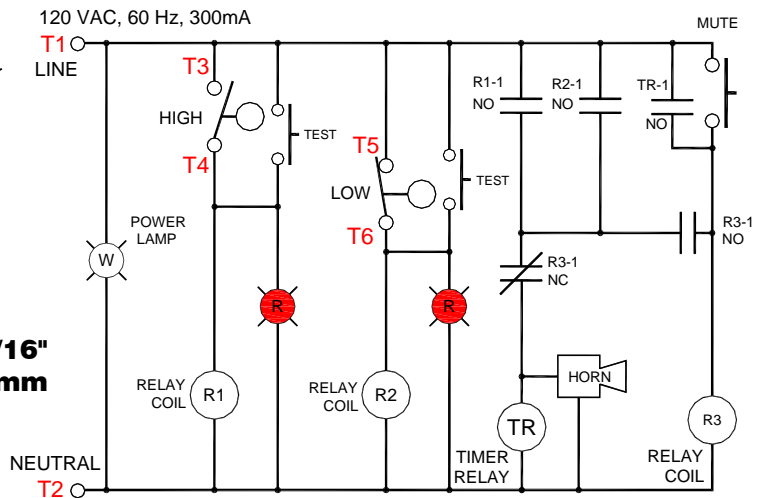 120 VAC, 60 Hz, 300mA
MUTE
T1
LINE
T3
HIGH
T4
TEST
T5
LOW
T6
TEST
R1-1
NO
R2-1
NO
TR-1
NO
R3-1
NO
R3-1
NC
POWER
LAMP
W
R
R
/16"
mm
RELAY
COIL
R1
RELAY
COIL
R2
HORN
TR
TIMER
RELAY
R3
RELAY
COIL
NEUTRAL
T2